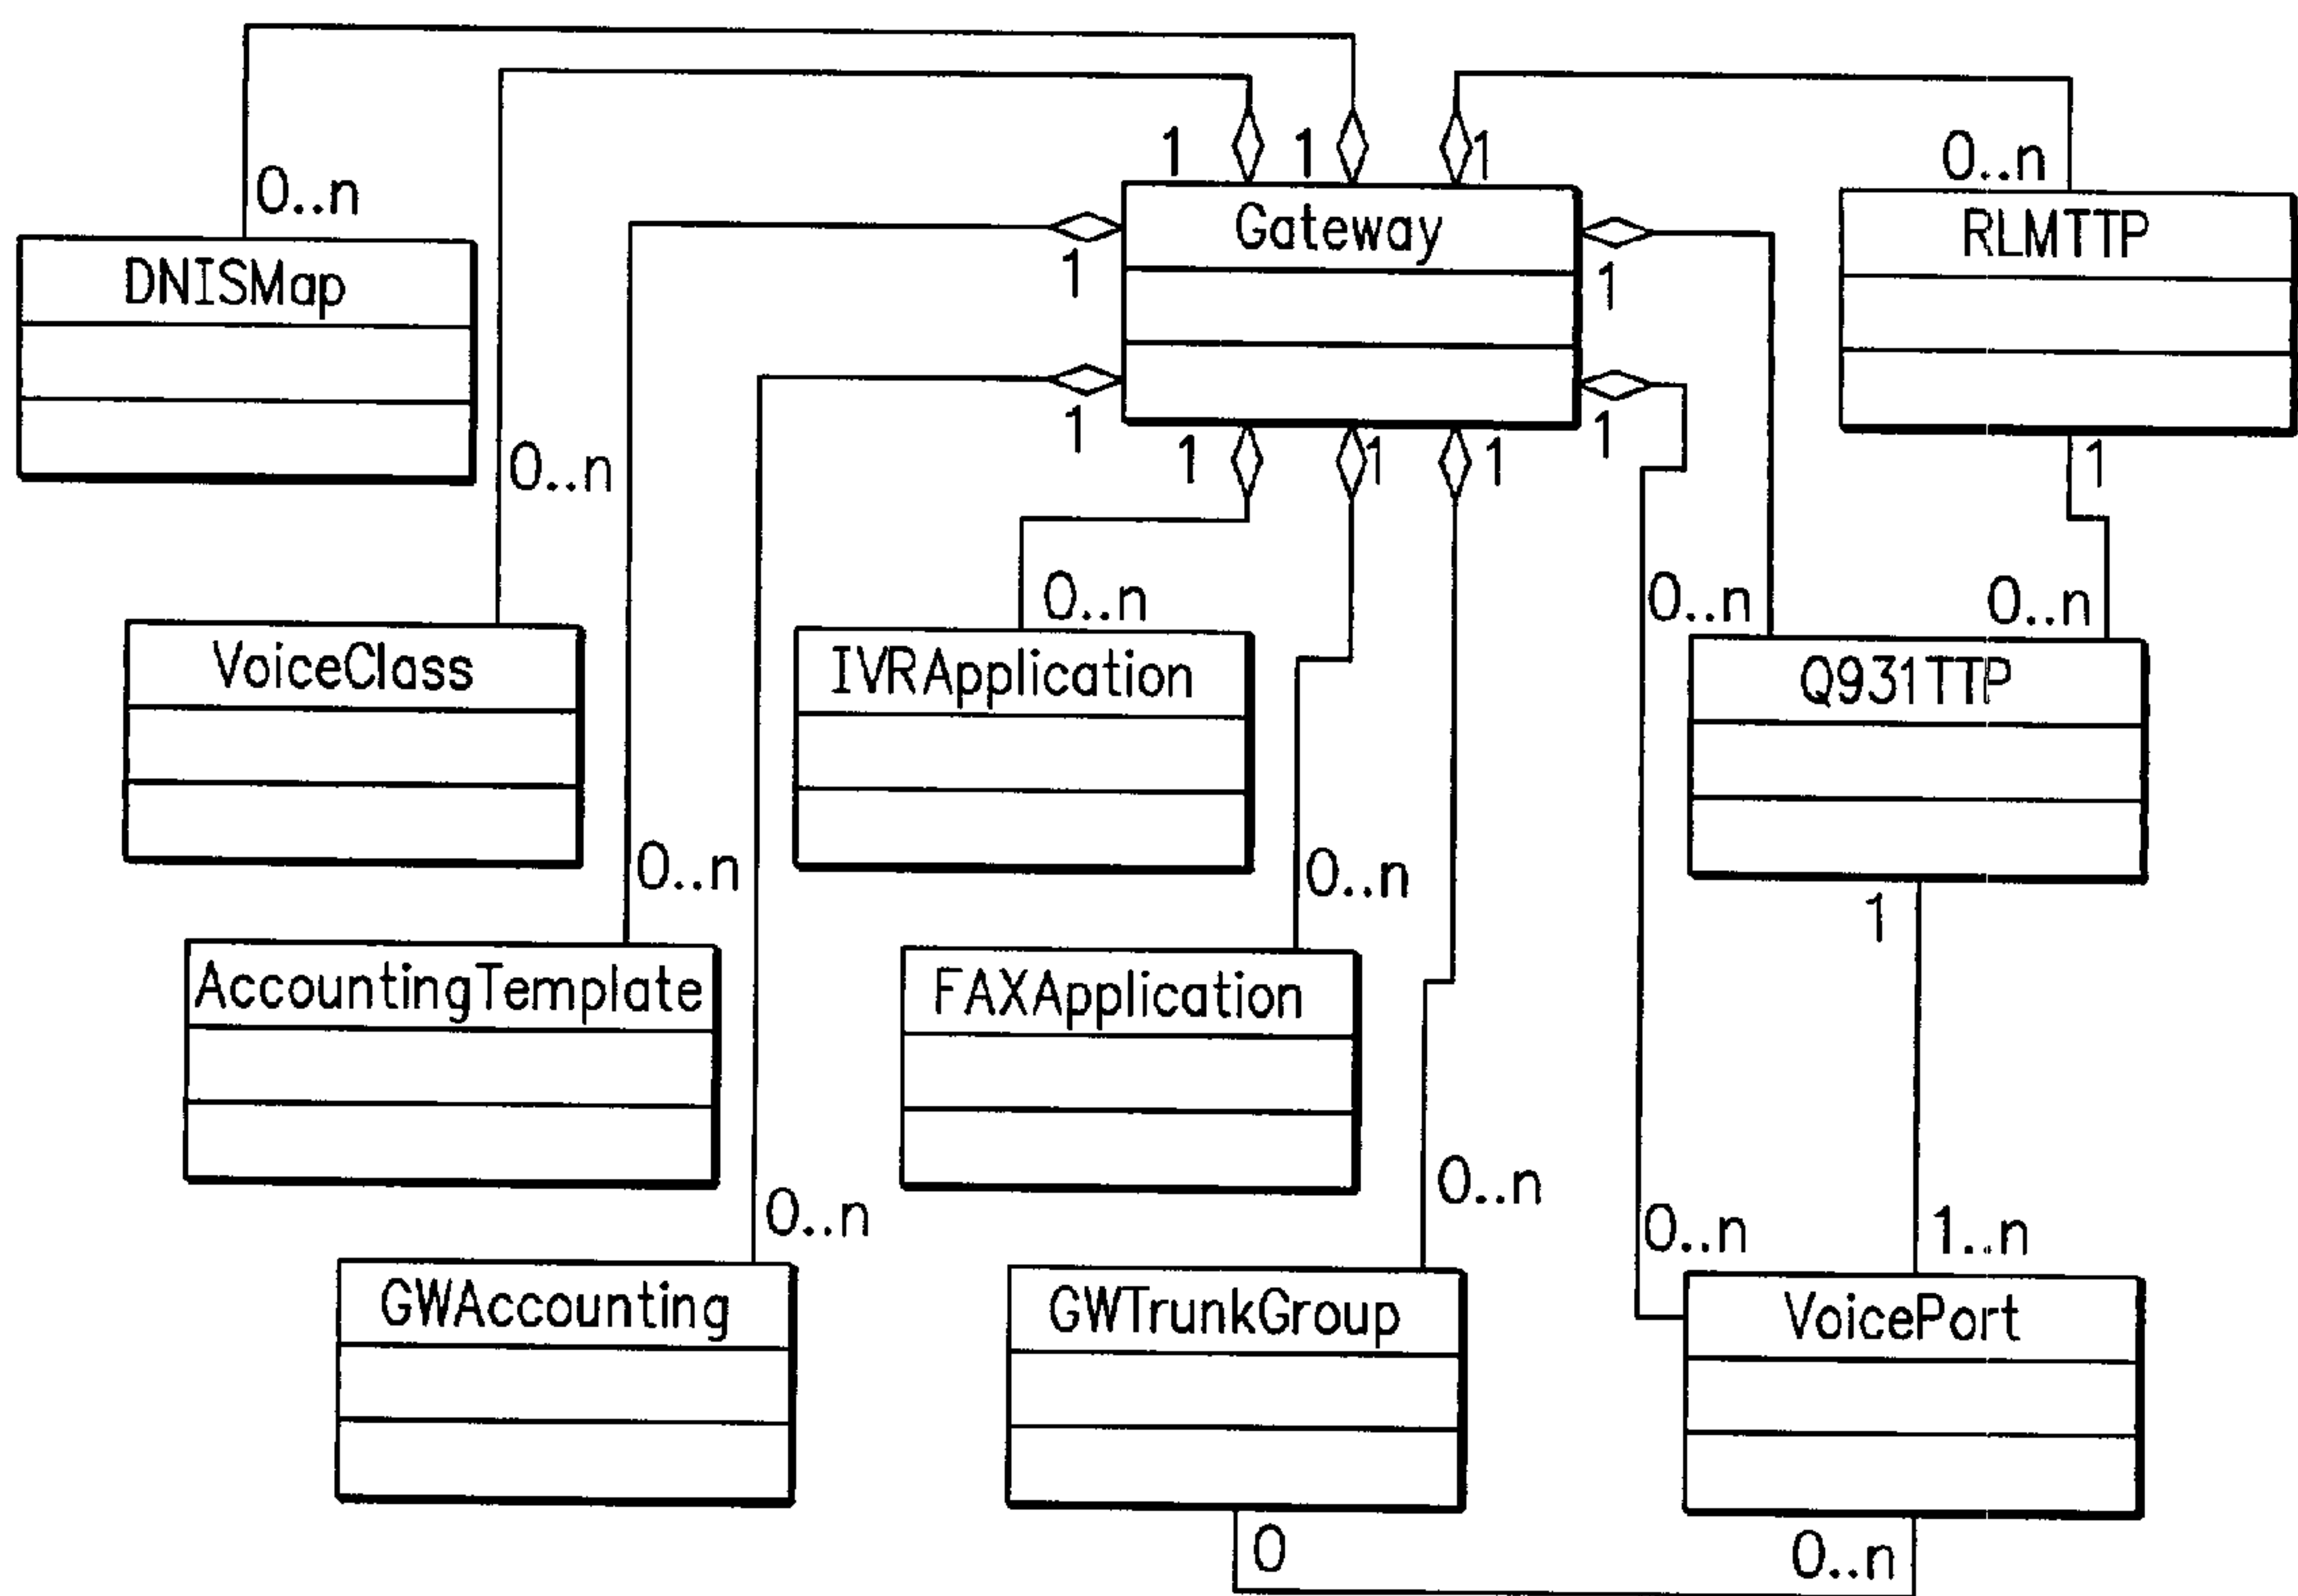 1
1
1
0..n
0..n
Gateway
RLMTTP
DNISMap
1
1
0..n
1
1
1
1
1
1
0..n
0..n
0..n
0..n
VoiceClass
IVRApplication
Q931TTP
0..n
0..n
1
AccountingTemplate
FAXApplication
0..n
0..n
0..n
1..n
GWAccounting
GWTrunkGroup
VoicePort
0
0..n